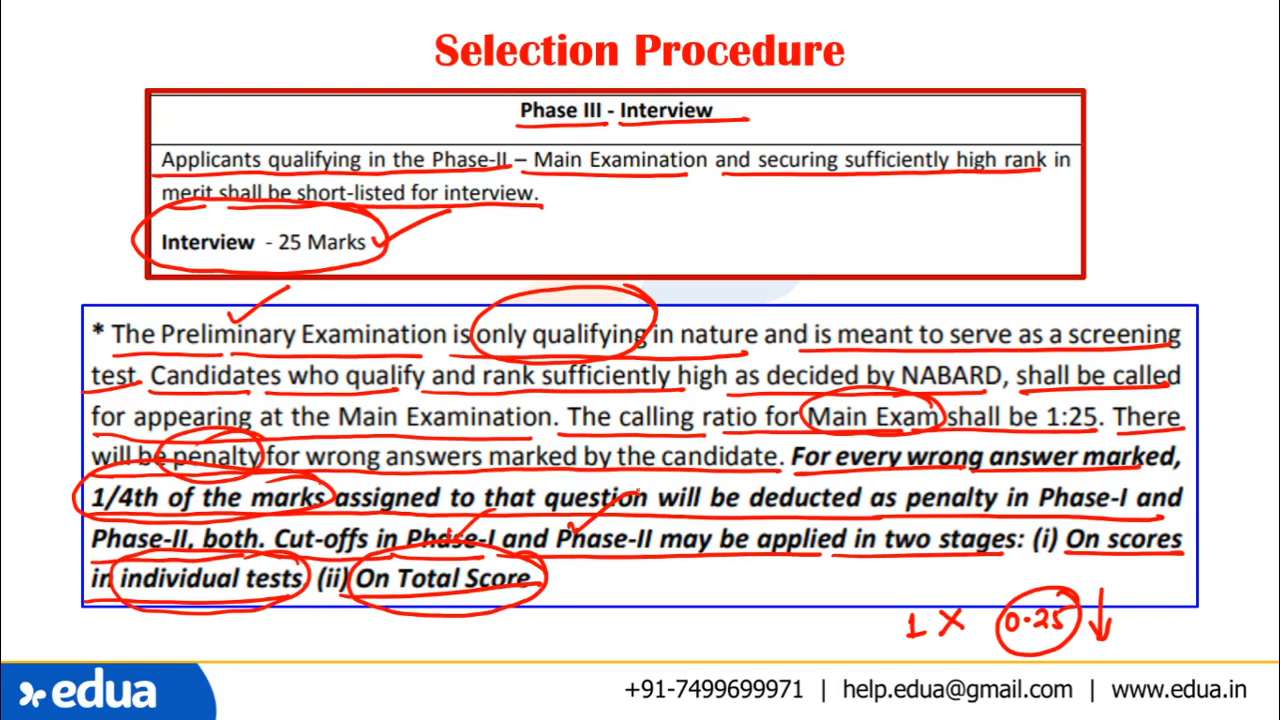 Selection Procedure
Phase III - Interview
Applicants qualifying in the Phase-II – Main Examination and securing sufficiently high rank in
merit shall be short-listed for interview.
Interview - 25 Marks
* The Preliminary Examination is only qualifying in nature and is meant to serve as a screening
test. Candidates who qualify and rank sufficiently high as decided by NABARD, shall be called
for appearing at the Main Examination. The calling ratio for Main Exam shall be 1:25. There
will be penalty for wrong answers marked by the candidate. For every wrong answer marked,
1/4th of the marks assigned to that question will be deducted as penalty in Phase-I and
Phase-II, both. Cut-offs in Phase-I and Phase-II may be applied in two stages: (i) On scores
in individual tests (ii) On Total Score
1 × 0.25 ↓
edua
+91-7499699971 | help.edua@gmail.com | www.edua.in